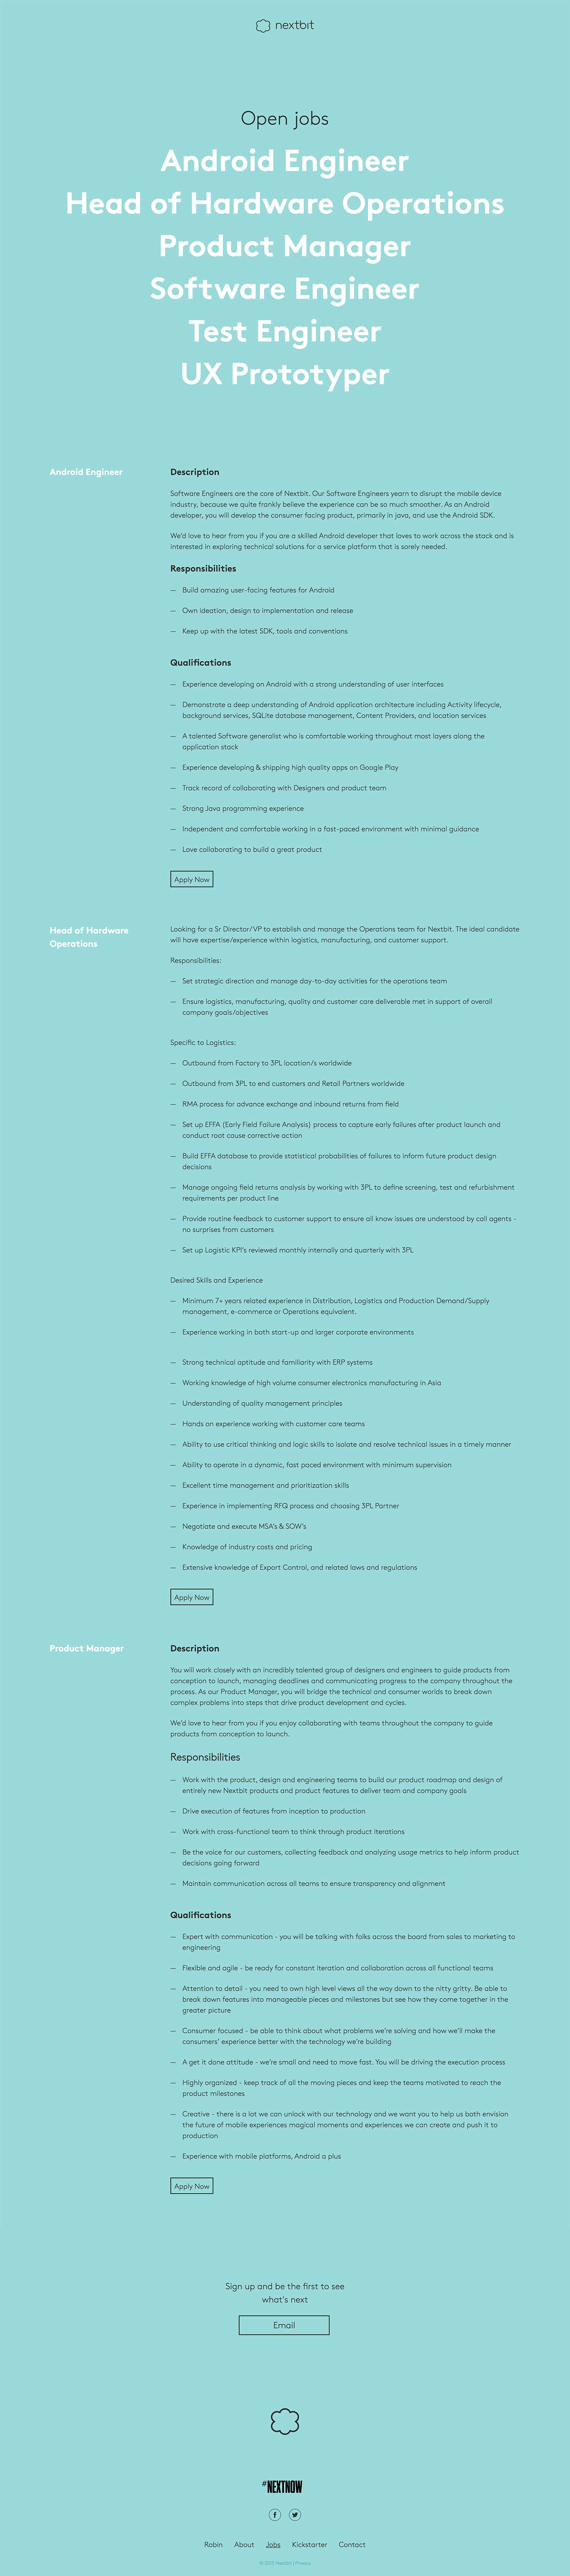 nextbit
Open jobs
Android Engineer
Head of Hardware Operations
Product Manager
Software Engineer
Test Engineer
UX Prototyper
Android Engineer
Description
Software Engineers are the core of Nextbit. Our Software Engineers yearn to disrupt the mobile device
industry, because we quite frankly believe the experience can be so much smoother. As an Android
developer, you will develop the consumer facing product, primarily in java, and use the Android SDK.
We'd love to hear from you if you are a skilled Android developer that loves to work across the stack and is
interested in exploring technical solutions for a service platform that is sorely needed.
Responsibilities
— Build amazing user-facing features for Android
— Own ideation, design to implementation and release
— Keep up with the latest SDK, tools and conventions
Qualifications
— Experience developing on Android with a strong understanding of user interfaces
— Demonstrate a deep understanding of Android application architecture including Activity lifecycle,
background services, SQLite database management, Content Providers, and location services
— A talented Software generalist who is comfortable working throughout most layers along the
application stack
— Experience developing & shipping high quality apps on Google Play
— Track record of collaborating with Designers and product team
— Strong Java programming experience
— Independent and comfortable working in a fast-paced environment with minimal guidance
— Love collaborating to build a great product
Apply Now
Head of Hardware
Operations
Looking for a Sr Director/VP to establish and manage the Operations team for Nextbit. The ideal candidate
will have expertise/experience within logistics, manufacturing, and customer support.
Responsibilities:
— Set strategic direction and manage day-to-day activities for the operations team
— Ensure logistics, manufacturing, quality and customer care deliverable met in support of overall
company goals/objectives
Specific to Logistics:
— Outbound from Factory to 3PL location/s worldwide
— Outbound from 3PL to end customers and Retail Partners worldwide
— RMA process for advance exchange and inbound returns from field
— Set up EFFA (Early Field Failure Analysis) process to capture early failures after product launch and
conduct root cause corrective action
— Build EFFA database to provide statistical probabilities of failures to inform future product design
decisions
— Manage ongoing field returns analysis by working with 3PL to define screening, test and refurbishment
requirements per product line
— Provide routine feedback to customer support to ensure all know issues are understood by call agents -
no surprises from customers
— Set up Logistic KPI's reviewed monthly internally and quarterly with 3PL
Desired Skills and Experience
— Minimum 7+ years related experience in Distribution, Logistics and Production Demand/Supply
management, e-commerce or Operations equivalent.
— Experience working in both start-up and larger corporate environments
— Strong technical aptitude and familiarity with ERP systems
— Working knowledge of high volume consumer electronics manufacturing in Asia
— Understanding of quality management principles
— Hands on experience working with customer care teams
— Ability to use critical thinking and logic skills to isolate and resolve technical issues in a timely manner
— Ability to operate in a dynamic, fast paced environment with minimum supervision
— Excellent time management and prioritization skills
— Experience in implementing RFQ process and choosing 3PL Partner
— Negotiate and execute MSA's & SOW's
— Knowledge of industry costs and pricing
— Extensive knowledge of Export Control, and related laws and regulations
Apply Now
Product Manager
Description
You will work closely with an incredibly talented group of designers and engineers to guide products from
conception to launch, managing deadlines and communicating progress to the company throughout the
process. As our Product Manager, you will bridge the technical and consumer worlds to break down
complex problems into steps that drive product development and cycles.
We'd love to hear from you if you enjoy collaborating with teams throughout the company to guide
products from conception to launch.
Responsibilities
— Work with the product, design and engineering teams to build our product roadmap and design of
entirely new Nextbit products and product features to deliver team and company goals
— Drive execution of features from inception to production
— Work with cross-functional team to think through product iterations
— Be the voice for our customers, collecting feedback and analyzing usage metrics to help inform product
decisions going forward
— Maintain communication across all teams to ensure transparency and alignment
Qualifications
— Expert with communication - you will be talking with folks across the board from sales to marketing to
engineering
— Flexible and agile - be ready for constant iteration and collaboration across all functional teams
— Attention to detail - you need to own high level views all the way down to the nitty gritty. Be able to
break down features into manageable pieces and milestones but see how they come together in the
greater picture
— Consumer focused - be able to think about what problems we're solving and how we'll make the
consumers' experience better with the technology we're building
— A get it done attitude - we're small and need to move fast. You will be driving the execution process
— Highly organized - keep track of all the moving pieces and keep the teams motivated to reach the
product milestones
— Creative - there is a lot we can unlock with our technology and we want you to help us both envision
the future of mobile experiences magical moments and experiences we can create and push it to
production
— Experience with mobile platforms, Android a plus
Apply Now
Sign up and be the first to see
what's next
Email
#NEXTNOW
Robin About Jobs Kickstarter Contact
© 2015 Nextbit | Privacy